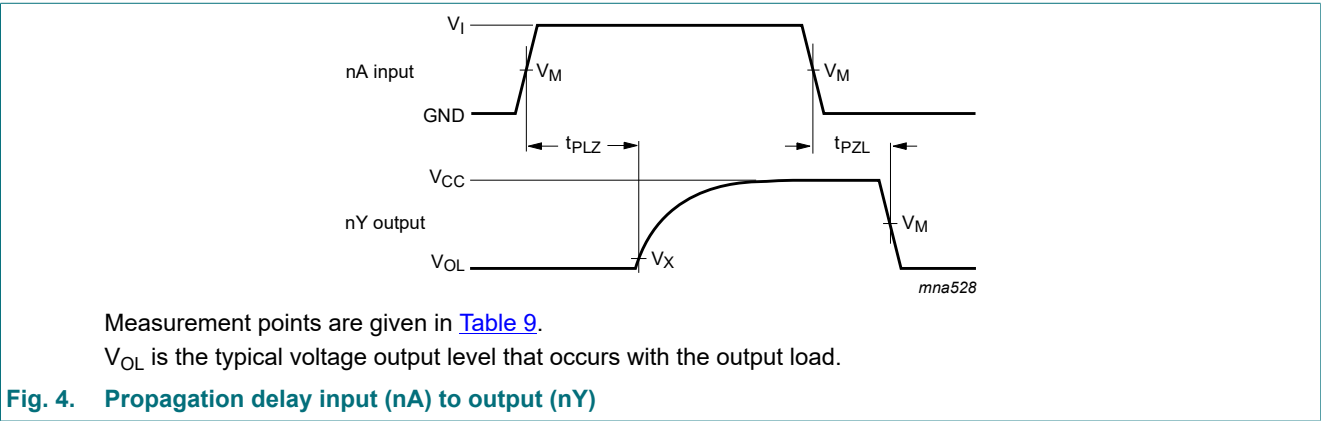 VI
nA input
VM
VM
GND
tPLZ
tPZL
VCC
nY output
VM
VOL
VX
mna528
Measurement points are given in Table 9.
VOL is the typical voltage output level that occurs with the output load.
Fig. 4. Propagation delay input (nA) to output (nY)